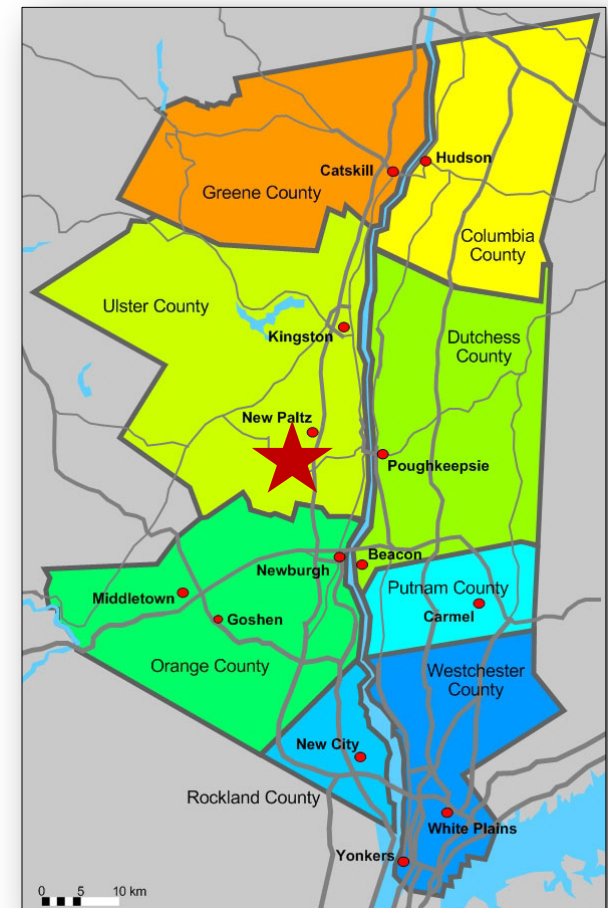 Catskill
Hudson
Greene County
Columbia
County
Ulster County
Kingston
Dutchess
County
New Paltz
Poughkeepsie
Newburgh
Beacon
Putnam County
Middletown
Carmel
Goshen
Orange County
Westchester
County
New City
Rockland County
White Plains
Yonkers
0 5 10 km